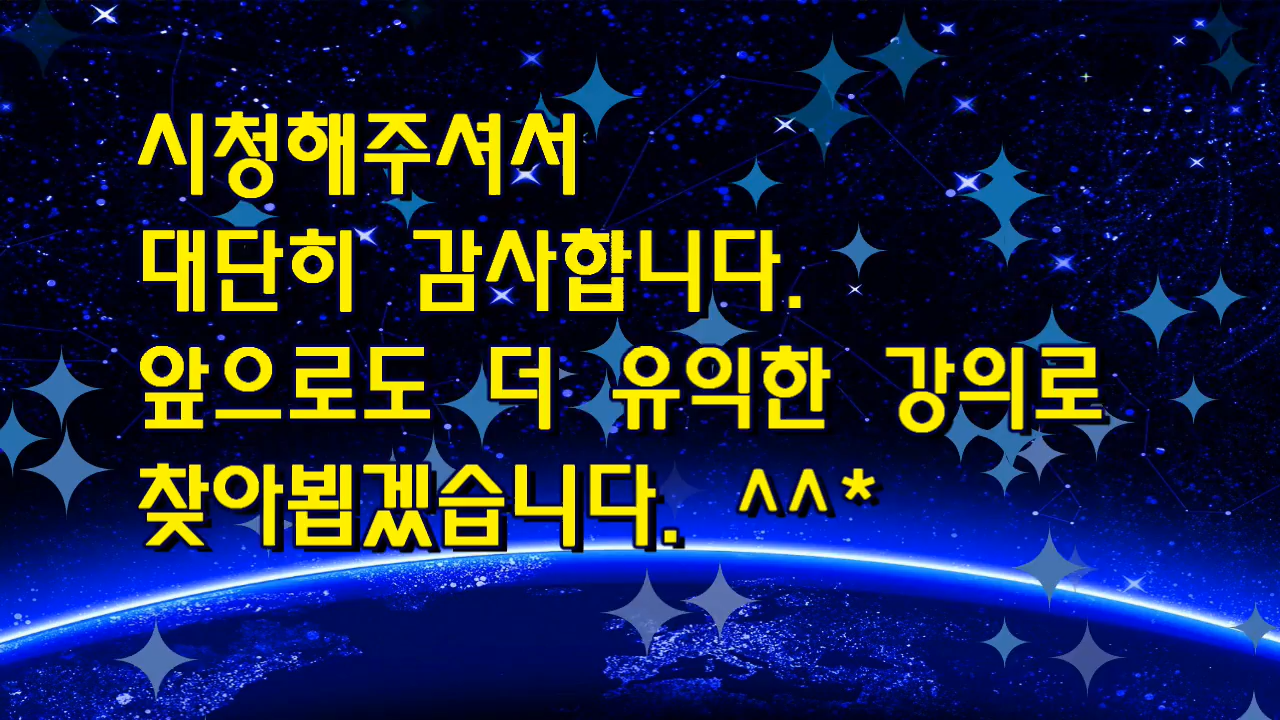 시청해주셔서
대단히 감사합니다.
앞으로도 더 유익한 강의로
찾아뵙겠습니다. ^^*